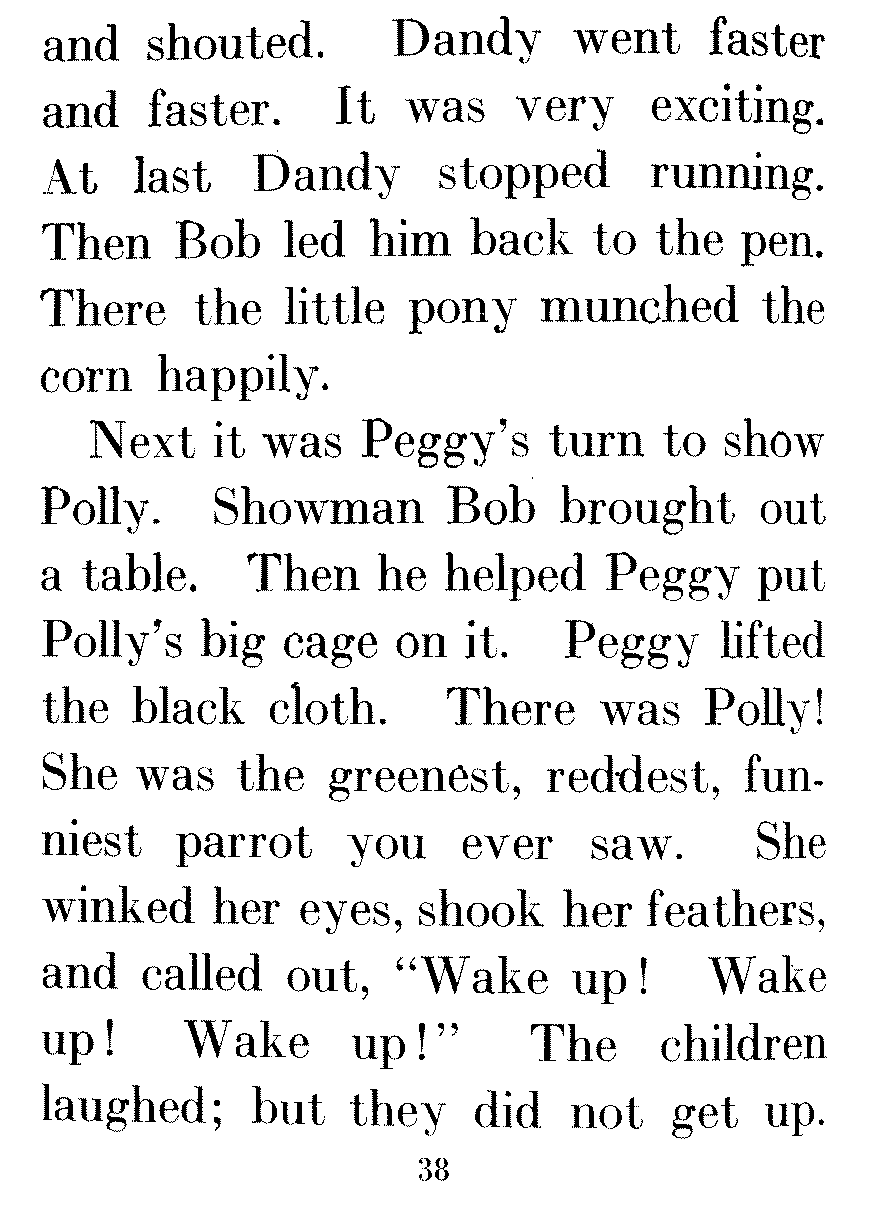 and shouted. Dandy went faster
and faster. It was very exciting.
At last Dandy stopped running.
Then Bob led him back to the pen.
There the little pony munched the
corn happily.
Next it was Peggy's turn to show
Polly. Showman Bob brought out
a table. Then he helped Peggy put
Polly's big cage on it. Peggy lifted
the black cloth. There was Polly!
She was the greenest, reddest, fun-
niest parrot you ever saw. She
winked her eyes, shook her feathers,
and called out, “Wake up! Wake
up! Wake up!” The children
laughed; but they did not get up.
38